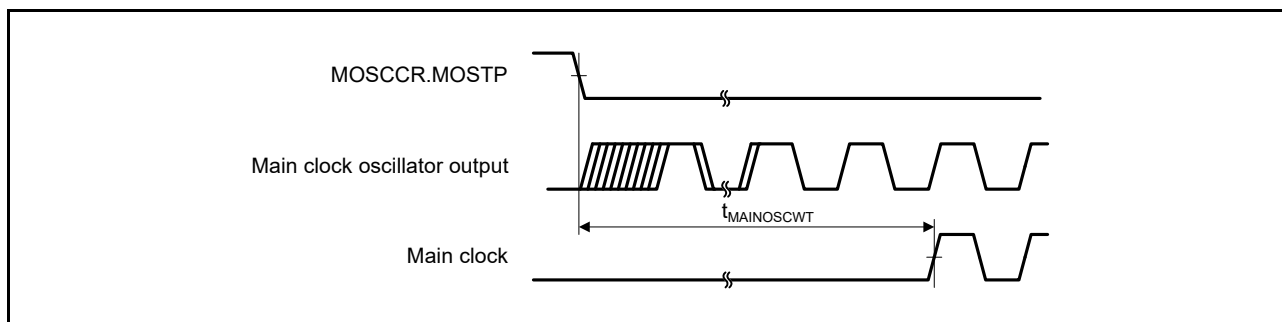 MOSCCR.MOSTP
Main clock oscillator output
tMAINOSCWT
Main clock